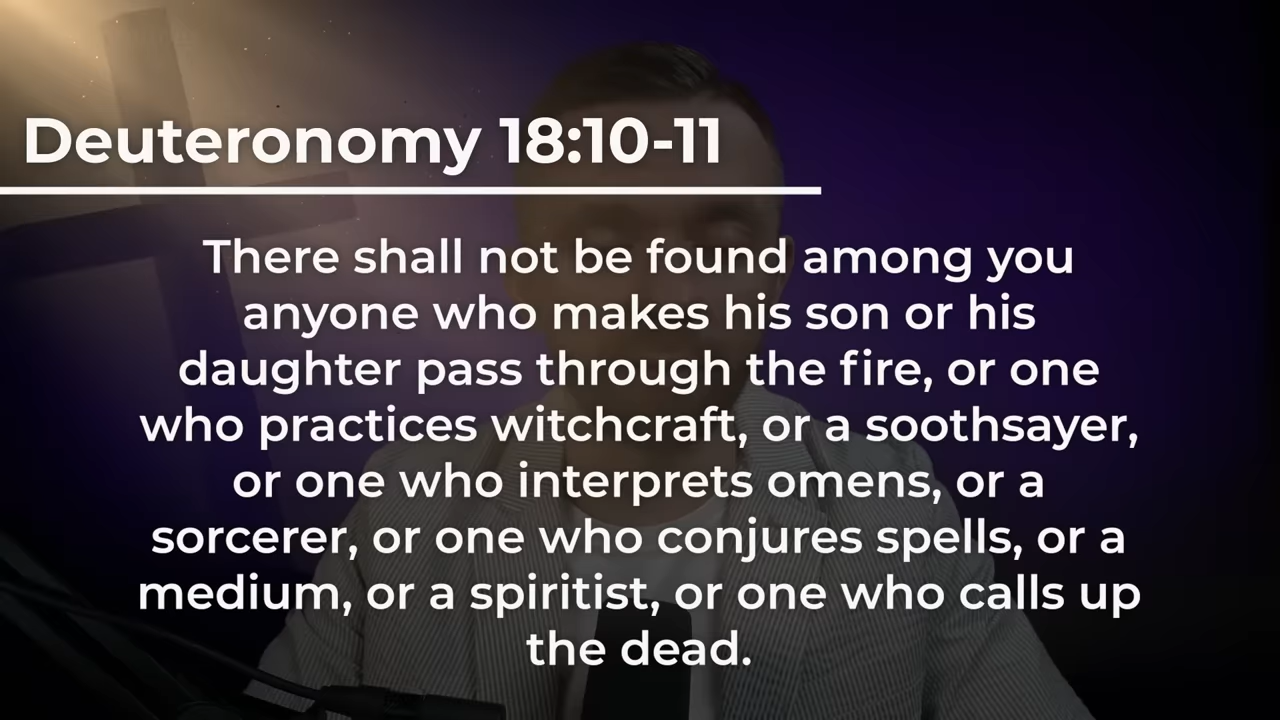 Deuteronomy 18:10-11
There shall not be found among you
anyone who makes his son or his
daughter pass through the fire, or one
who practices witchcraft, or a soothsayer,
or one who interprets omens, or a
sorcerer, or one who conjures spells, or a
medium, or a spiritist, or one who calls up
the dead.